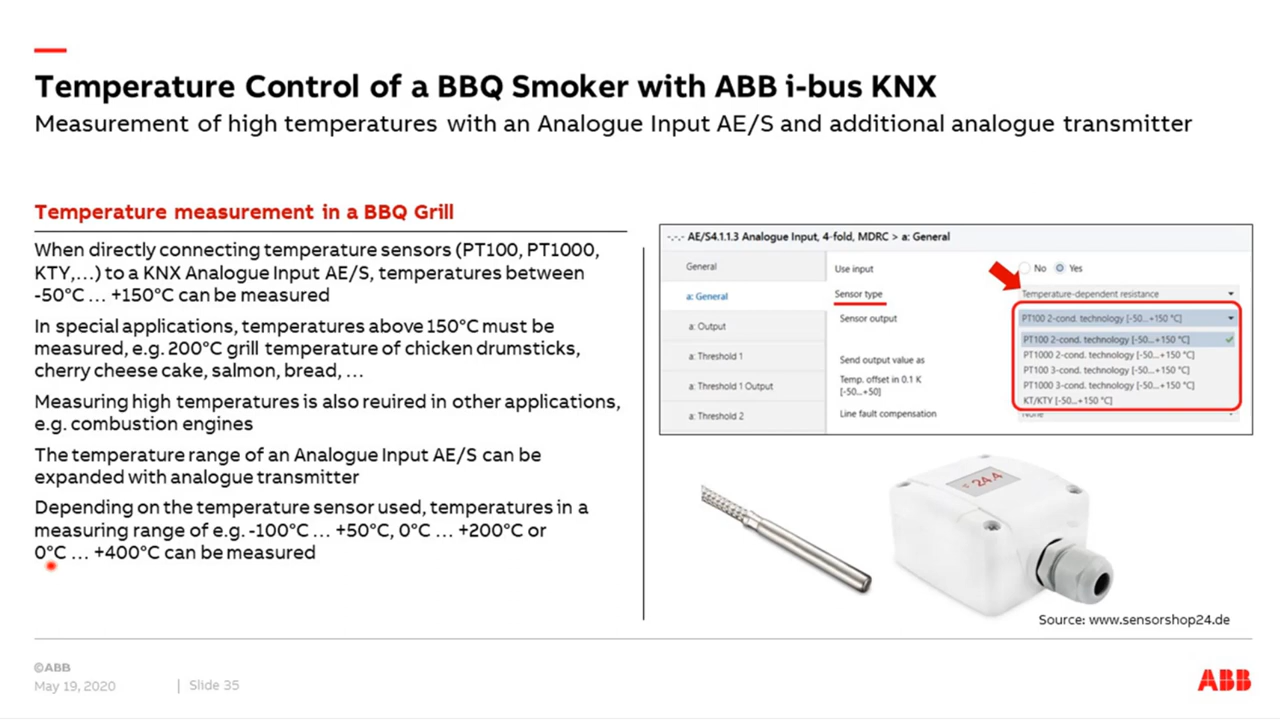 Temperature Control of a BBQ Smoker with ABB i-bus KNX
Measurement of high temperatures with an Analogue Input AE/S and additional analogue transmitter
Temperature measurement in a BBQ Grill
When directly connecting temperature sensors (PT100, PT1000,
KTY,…) to a KNX Analogue Input AE/S, temperatures between
-50°C … +150°C can be measured
In special applications, temperatures above 150°C must be
measured, e.g. 200°C grill temperature of chicken drumsticks,
cherry cheese cake, salmon, bread, …
Measuring high temperatures is also reuired in other applications,
e.g. combustion engines
The temperature range of an Analogue Input AE/S can be
expanded with analogue transmitter
Depending on the temperature sensor used, temperatures in a
measuring range of e.g. -100°C … +50°C, 0°C … +200°C or
0°C … +400°C can be measured
-.-.- AE/S4.1.1.3 Analogue Input, 4-fold, MDRC > a: General
General
a: General
a: Output
a: Threshold 1
a: Threshold 1 Output
a: Threshold 2
Use input
No Yes
Sensor type
Temperature-dependent resistance
Sensor output
PT100 2-cond. technology [-50...+150 °C]
PT100 2-cond. technology [-50...+150 °C]
PT1000 2-cond. technology [-50...+150 °C]
PT100 3-cond. technology [-50...+150 °C]
PT1000 3-cond. technology [-50...+150 °C]
KT/KTY [-50...+150 °C]
Send output value as
Temp. offset in 0.1 K
[-50...+50]
Line fault compensation
None
24.4
Source: www.sensorshop24.de
©ABB
May 19, 2020 | Slide 35
ABB